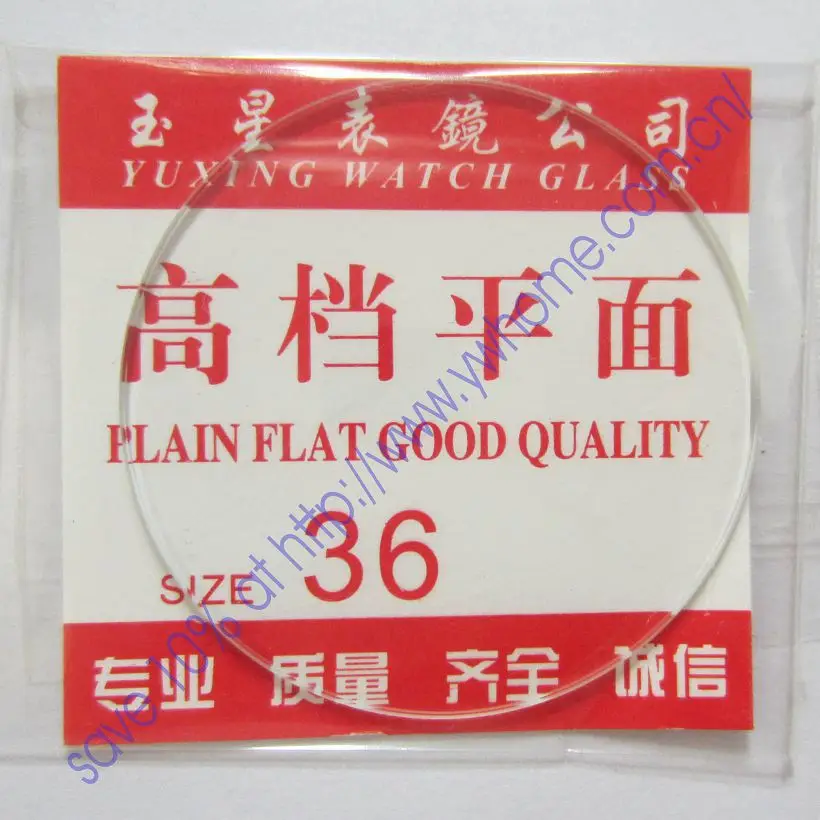 玉星表鏡公司
YUXING WATCH GLASS
高档平面
PLAIN FLAT GOOD QUALITY
SIZE 36
专业 质量 齐全 诚信
save 10% at http://www.ywhome.com.cn/